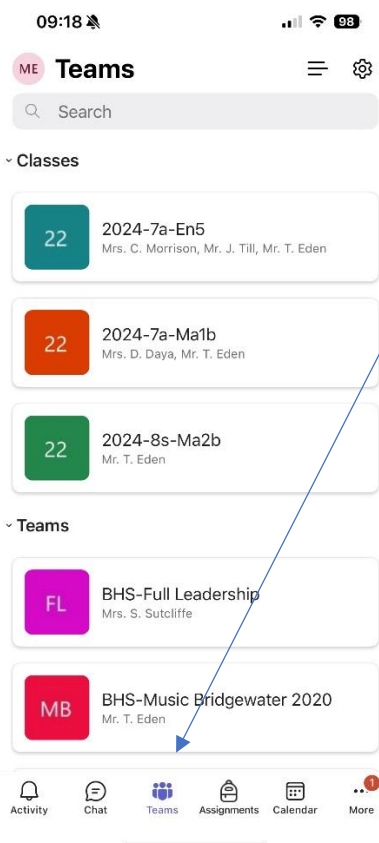 09:18 98
ME Teams
Search
Classes
22 2024-7a-En5
Mrs. C. Morrison, Mr. J. Till, Mr. T. Eden
22 2024-7a-Ma1b
Mrs. D. Daya, Mr. T. Eden
22 2024-8s-Ma2b
Mr. T. Eden
Teams
FL BHS-Full Leadership
Mrs. S. Sutcliffe
MB BHS-Music Bridgewater 2020
Mr. T. Eden
1
Activity Chat Teams Assignments Calendar More